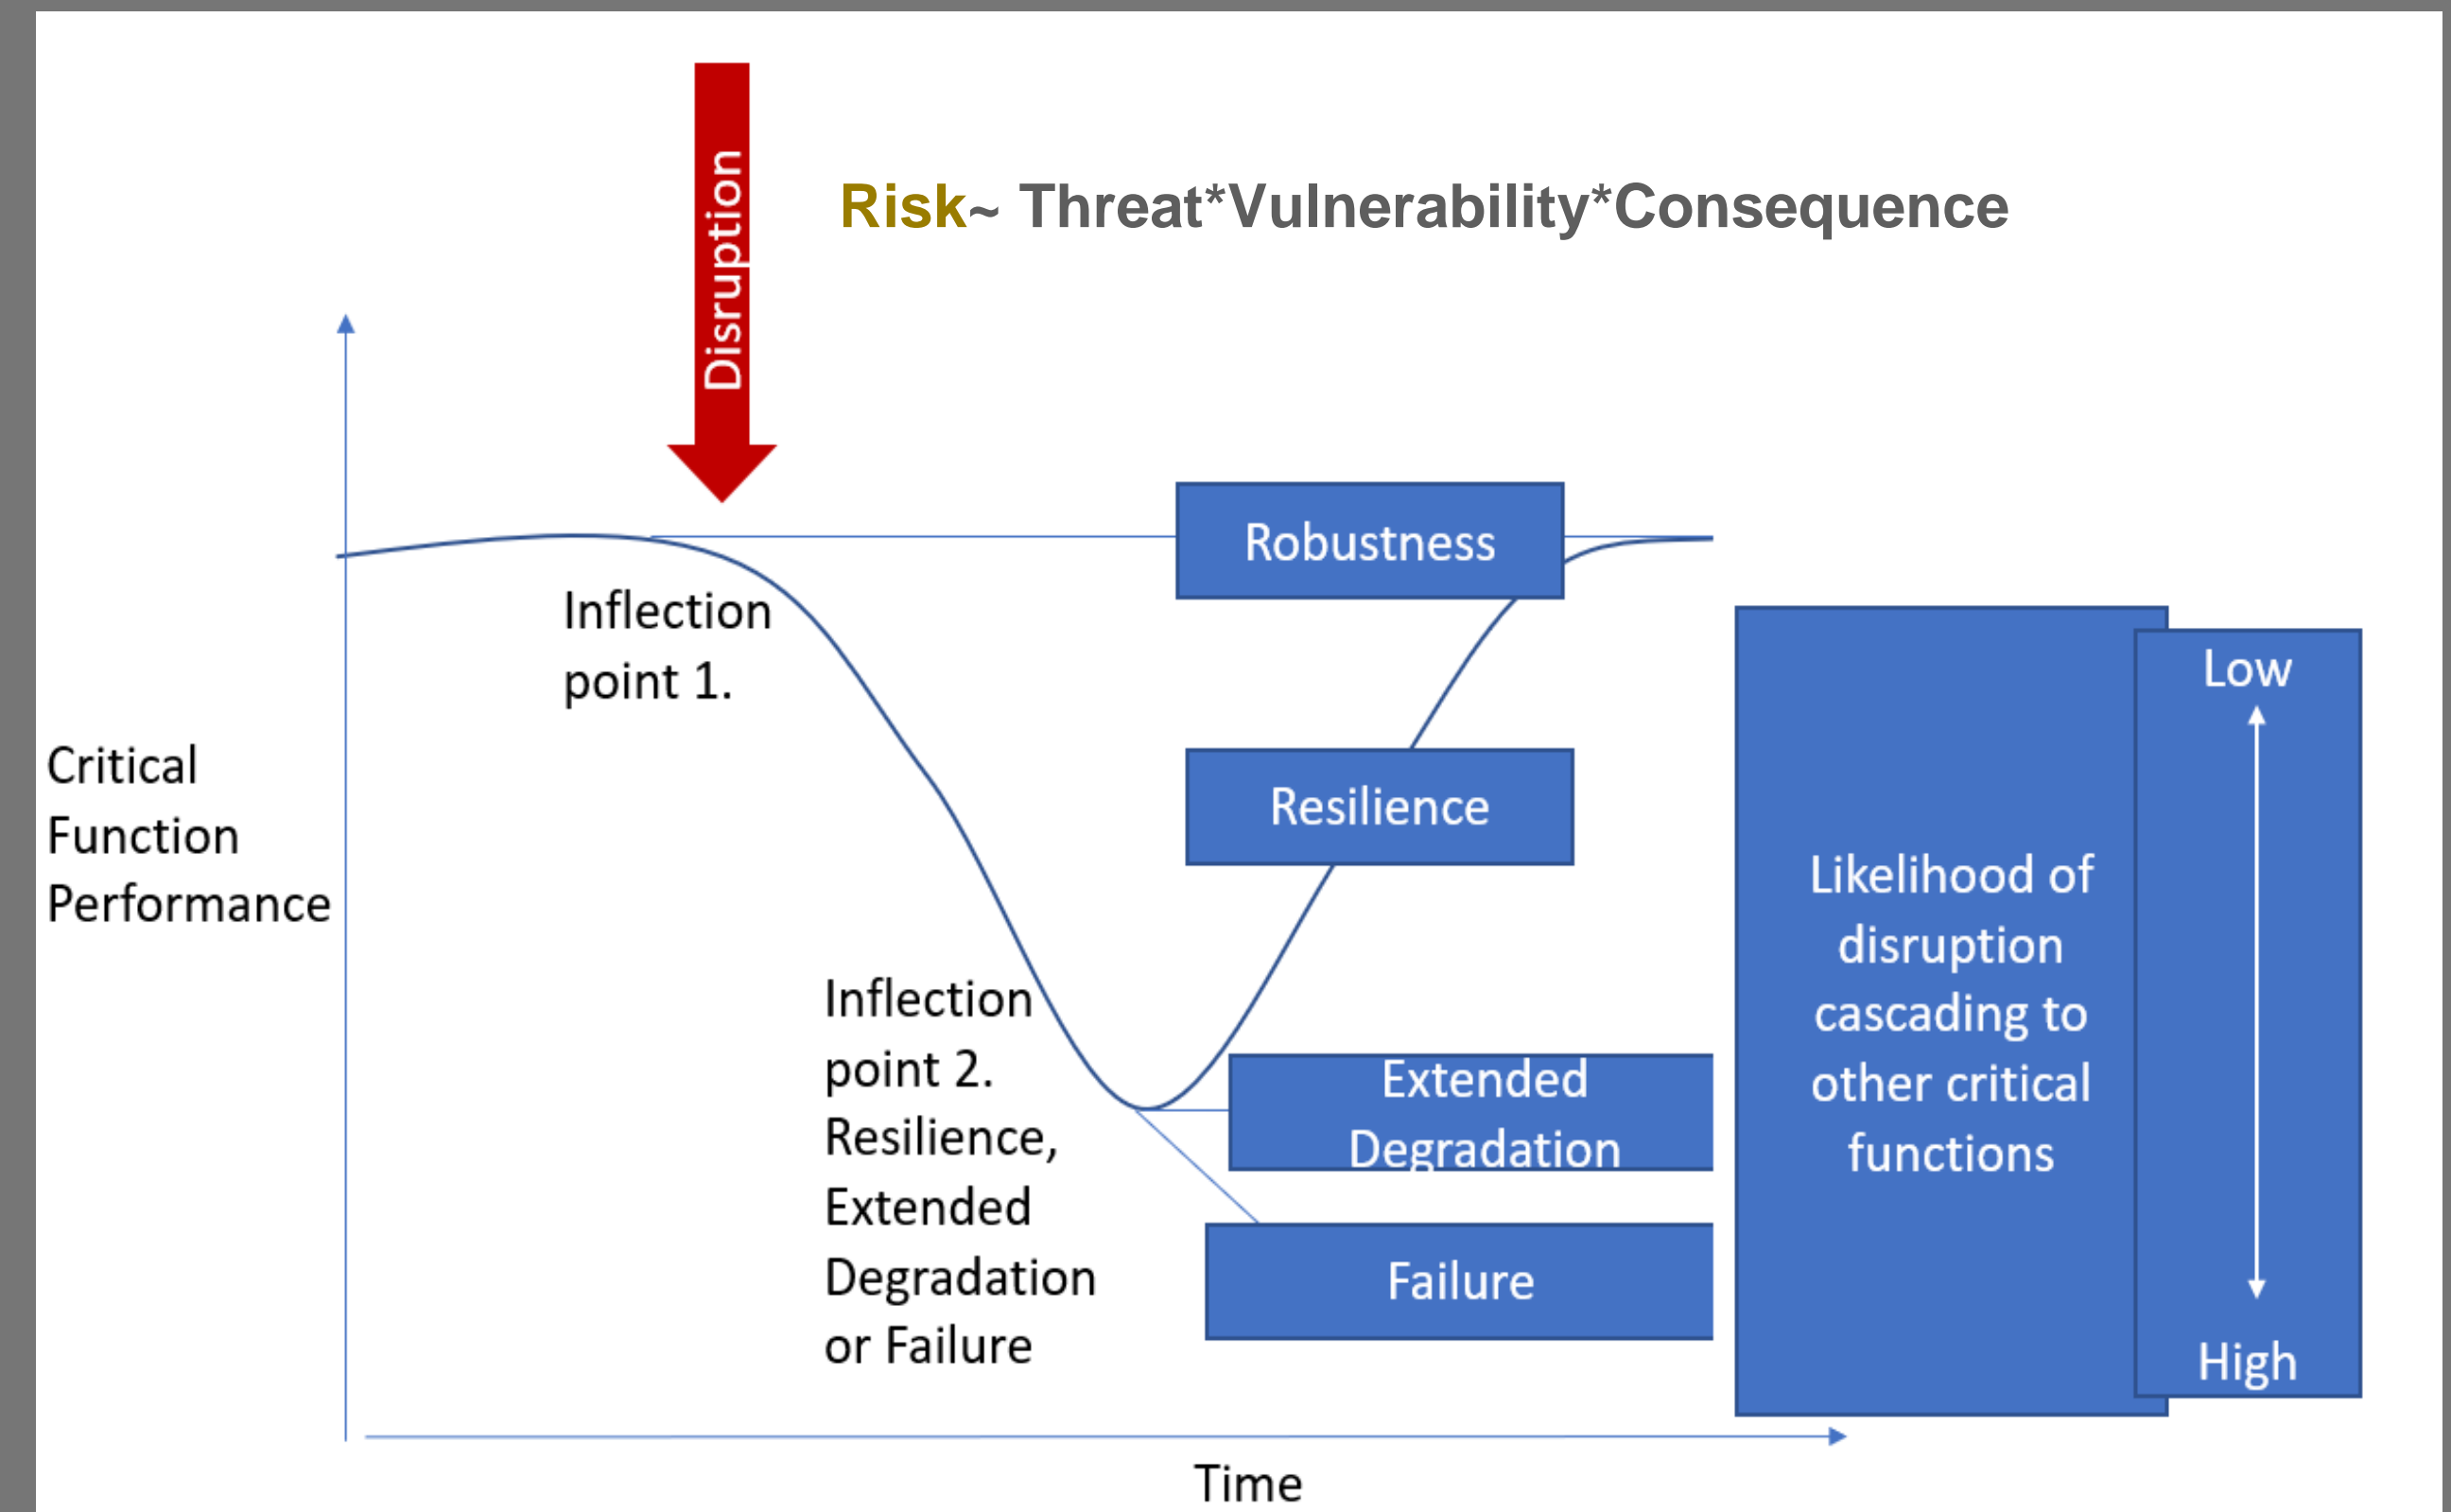 Disruption
Risk~ Threat*Vulnerability*Consequence
Robustness
Inflection
point 1.
Low
Critical
Function
Performance
Resilience
Likelihood of
disruption
cascading to
other critical
functions
Inflection
point 2.
Resilience,
Extended
Degradation
or Failure
Extended
Degradation
Failure
High
Time